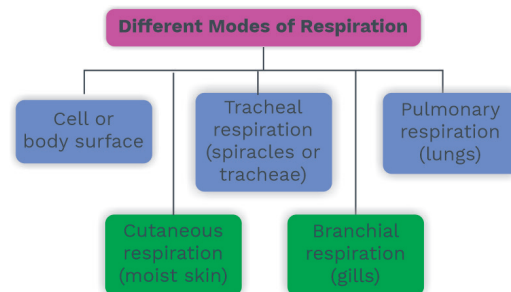 Different Modes of Respiration
Cell or
body surface
Tracheal
respiration
(spiracles or
tracheae)
Pulmonary
respiration
(lungs)
Cutaneous
respiration
(moist skin)
Branchial
respiration
(gills)